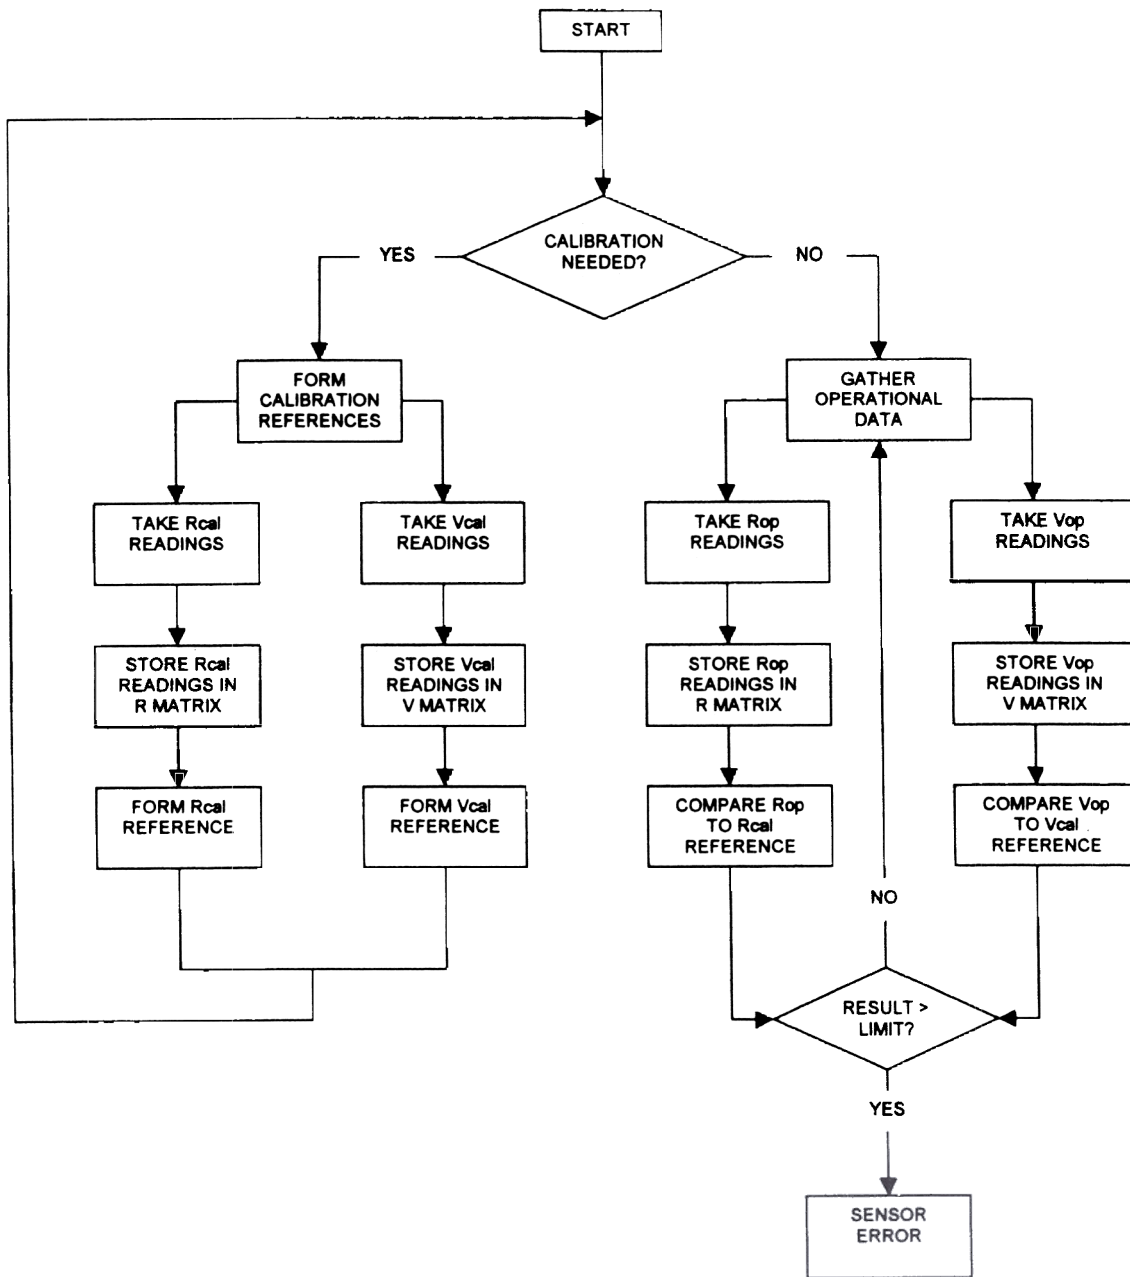 START
CALIBRATION
NEEDED?
YES
NO
FORM
CALIBRATION
REFERENCES
GATHER
OPERATIONAL
DATA
TAKE Rcal
READINGS
TAKE Vcal
READINGS
TAKE Rop
READINGS
TAKE Vop
READINGS
STORE Rcal
READINGS IN
R MATRIX
STORE Vcal
READINGS IN
V MATRIX
STORE Rop
READINGS IN
R MATRIX
STORE Vop
READINGS IN
V MATRIX
FORM Rcal
REFERENCE
FORM Vcal
REFERENCE
COMPARE Rop
TO Rcal
REFERENCE
COMPARE Vop
TO Vcal
REFERENCE
NO
RESULT >
LIMIT?
YES
SENSOR
ERROR